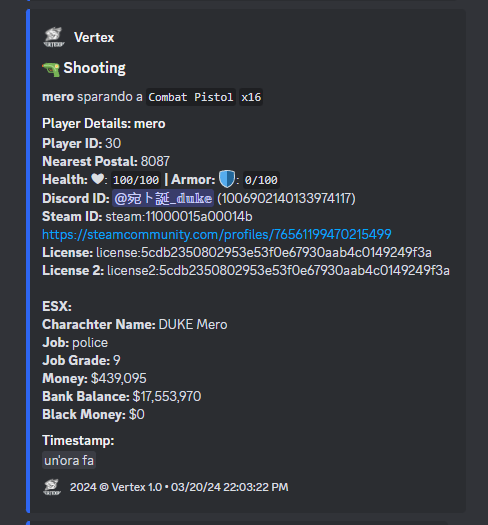 Vertex
Shooting
mero sparando a Combat Pistol x16
Player Details: mero
Player ID: 30
Nearest Postal: 8087
Health: 🖤: 100/100 | Armor: 🛡️: 0/100
Discord ID: @宛卜誕_𝕕𝕦𝕜𝕖 (1006902140133974117)
Steam ID: steam:11000015a00014b
https://steamcommunity.com/profiles/76561199470215499
License: license:5cdb2350802953e53f0e67930aab4c0149249f3a
License 2: license2:5cdb2350802953e53f0e67930aab4c0149249f3a
ESX:
Charachter Name: DUKE Mero
Job: police
Job Grade: 9
Money: $439,095
Bank Balance: $17,553,970
Black Money: $0
Timestamp:
un'ora fa
2024 © Vertex 1.0 • 03/20/24 22:03:22 PM